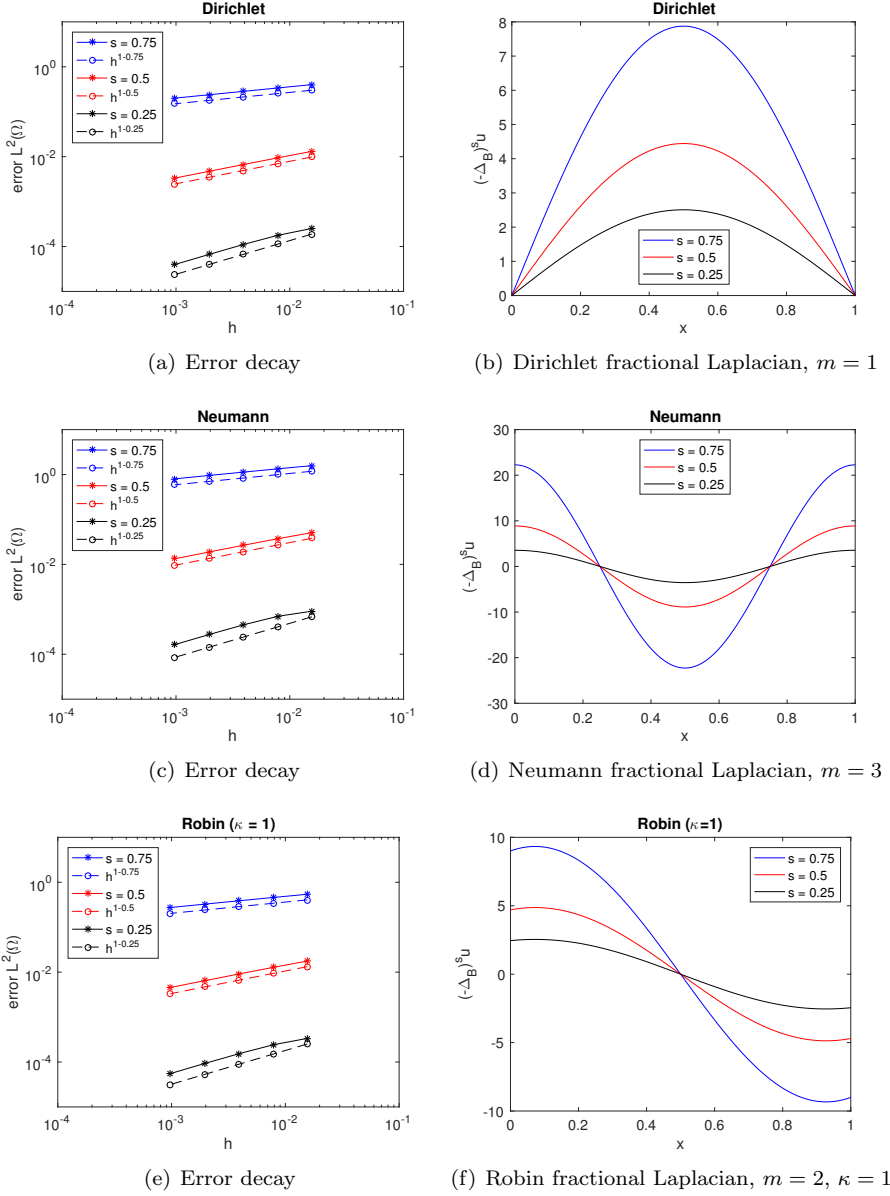 Dirichlet
error L²(Ω)
10⁰
10⁻²
10⁻⁴
s = 0.75
h^{1-0.75}
s = 0.5
h^{1-0.5}
s = 0.25
h^{1-0.25}
10⁻⁴ 10⁻³ 10⁻² 10⁻¹
h
(a) Error decay
Dirichlet
(-Δ_B)^s u
8
7
6
5
4
3
2
1
0
s = 0.75
s = 0.5
s = 0.25
0 0.2 0.4 0.6 0.8 1
x
(b) Dirichlet fractional Laplacian, m = 1
Neumann
error L²(Ω)
10⁰
10⁻²
10⁻⁴
s = 0.75
h^{1-0.75}
s = 0.5
h^{1-0.5}
s = 0.25
h^{1-0.25}
10⁻⁴ 10⁻³ 10⁻² 10⁻¹
h
(c) Error decay
Neumann
(-Δ_B)^s u
30
20
10
0
-10
-20
-30
s = 0.75
s = 0.5
s = 0.25
0 0.2 0.4 0.6 0.8 1
x
(d) Neumann fractional Laplacian, m = 3
Robin (κ = 1)
error L²(Ω)
10⁰
10⁻²
10⁻⁴
s = 0.75
h^{1-0.75}
s = 0.5
h^{1-0.5}
s = 0.25
h^{1-0.25}
10⁻⁴ 10⁻³ 10⁻² 10⁻¹
h
(e) Error decay
Robin (κ=1)
(-Δ_B)^s u
10
5
0
-5
-10
s = 0.75
s = 0.5
s = 0.25
0 0.2 0.4 0.6 0.8 1
x
(f) Robin fractional Laplacian, m = 2, κ = 1